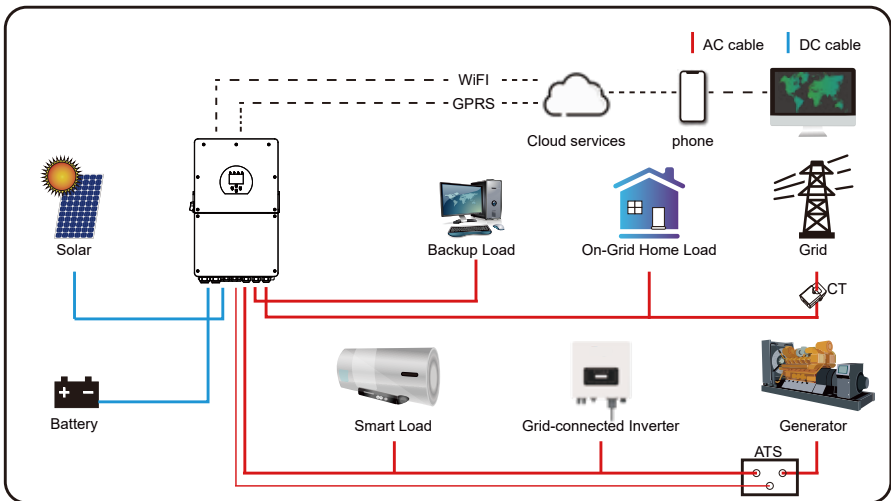 AC cable
DC cable
WiFI
GPRS
Cloud services
phone
Solar
Backup Load
On-Grid Home Load
Grid
CT
Battery
Smart Load
Grid-connected Inverter
Generator
ATS